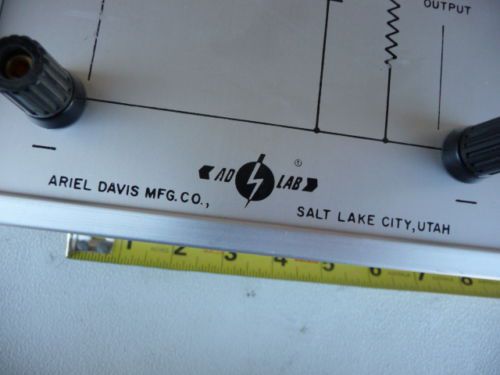 OUTPUT
AD LAB ®
ARIEL DAVIS MFG.CO., SALT LAKE CITY,UTAH
1 2 3 4 5 6 7 8